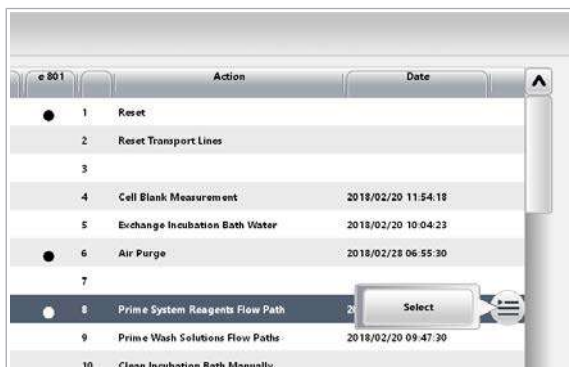 e 801 Action Date
1 Reset
2 Reset Transport Lines
3
4 Cell Blank Measurement 2018/02/20 11:54:18
5 Exchange Incubation Bath Water 2018/02/20 10:04:23
6 Air Purge 2018/02/28 06:55:30
7
8 Prime System Reagents Flow Path Select
9 Prime Wash Solutions Flow Paths 2018/02/20 09:47:30
10 Clean Incubation Bath Manually